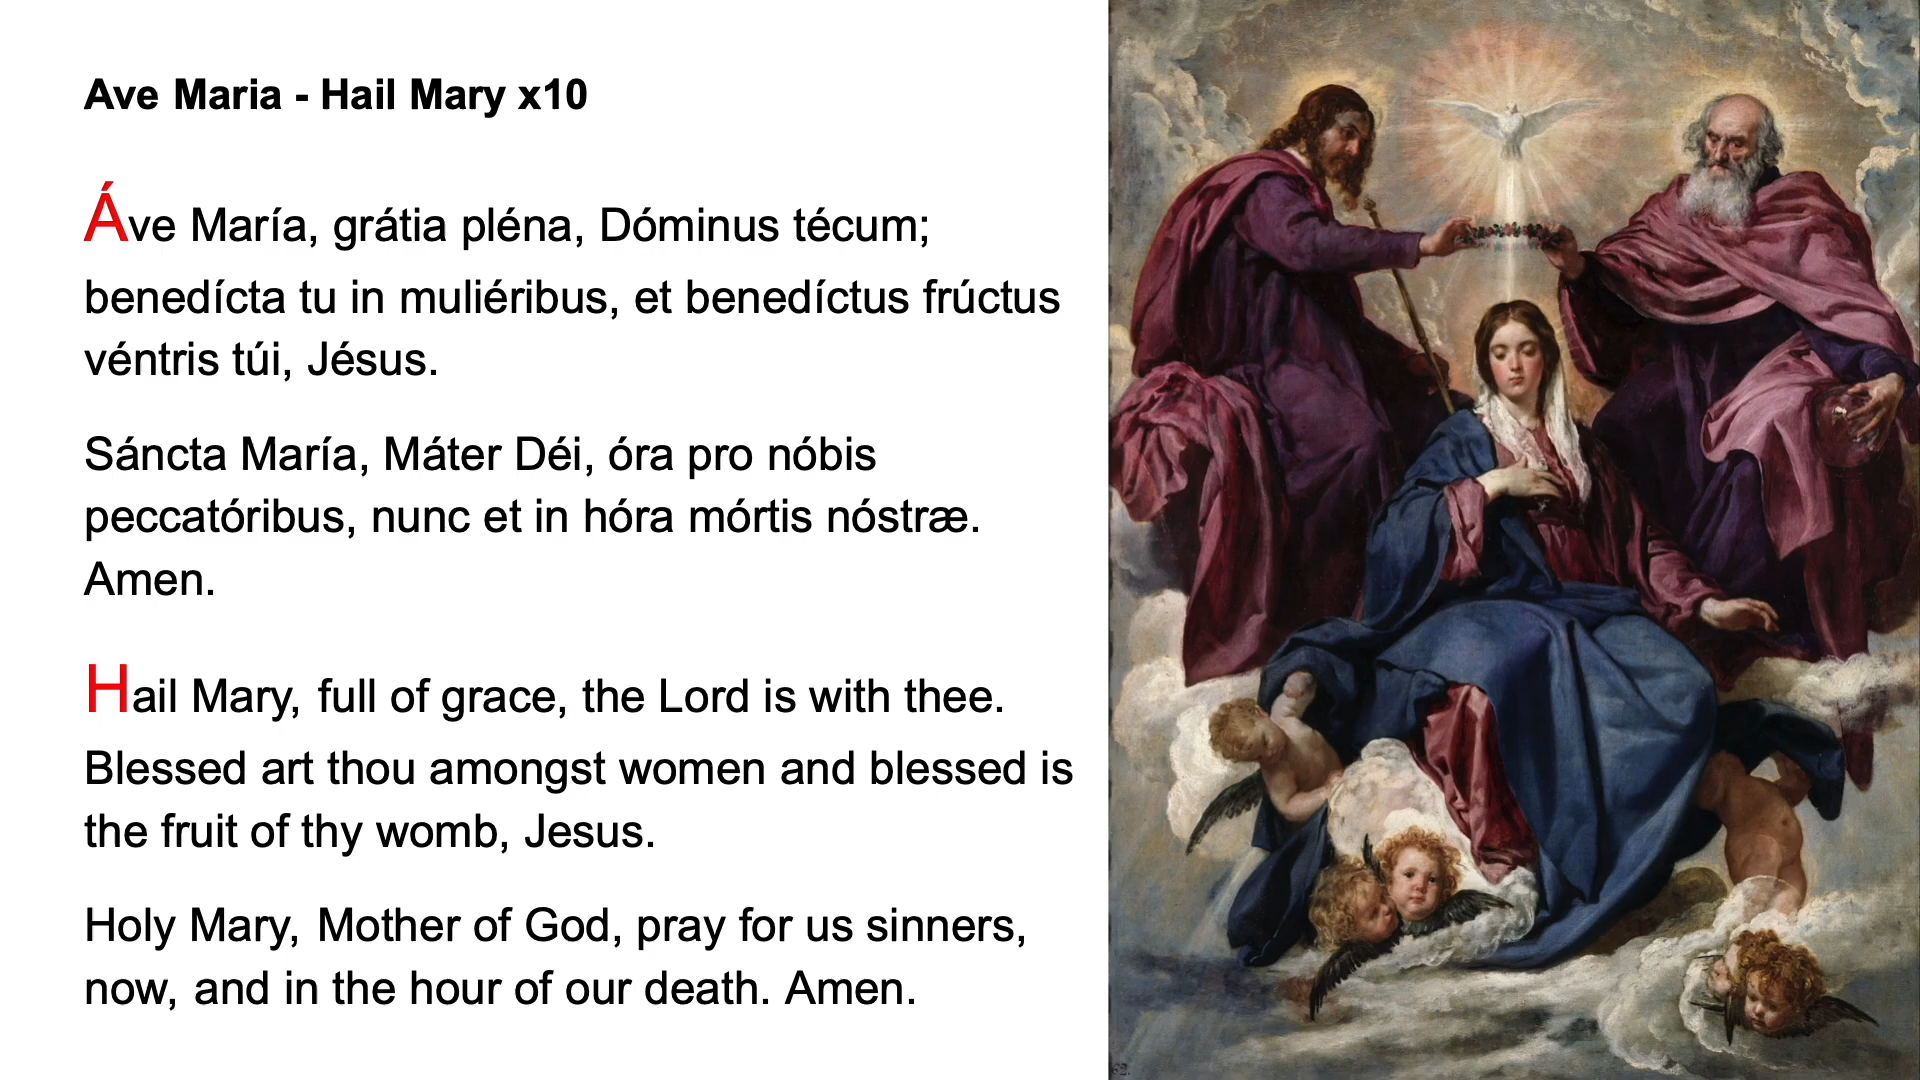 Ave Maria - Hail Mary x10
Áve María, grátia pléna, Dóminus técum;
benedícta tu in muliéribus, et benedíctus frúctus
véntris túi, Jésus.
Sáncta María, Máter Déi, óra pro nóbis
peccatóribus, nunc et in hóra mórtis nóstræ.
Amen.
Hail Mary, full of grace, the Lord is with thee.
Blessed art thou amongst women and blessed is
the fruit of thy womb, Jesus.
Holy Mary, Mother of God, pray for us sinners,
now, and in the hour of our death. Amen.
62.